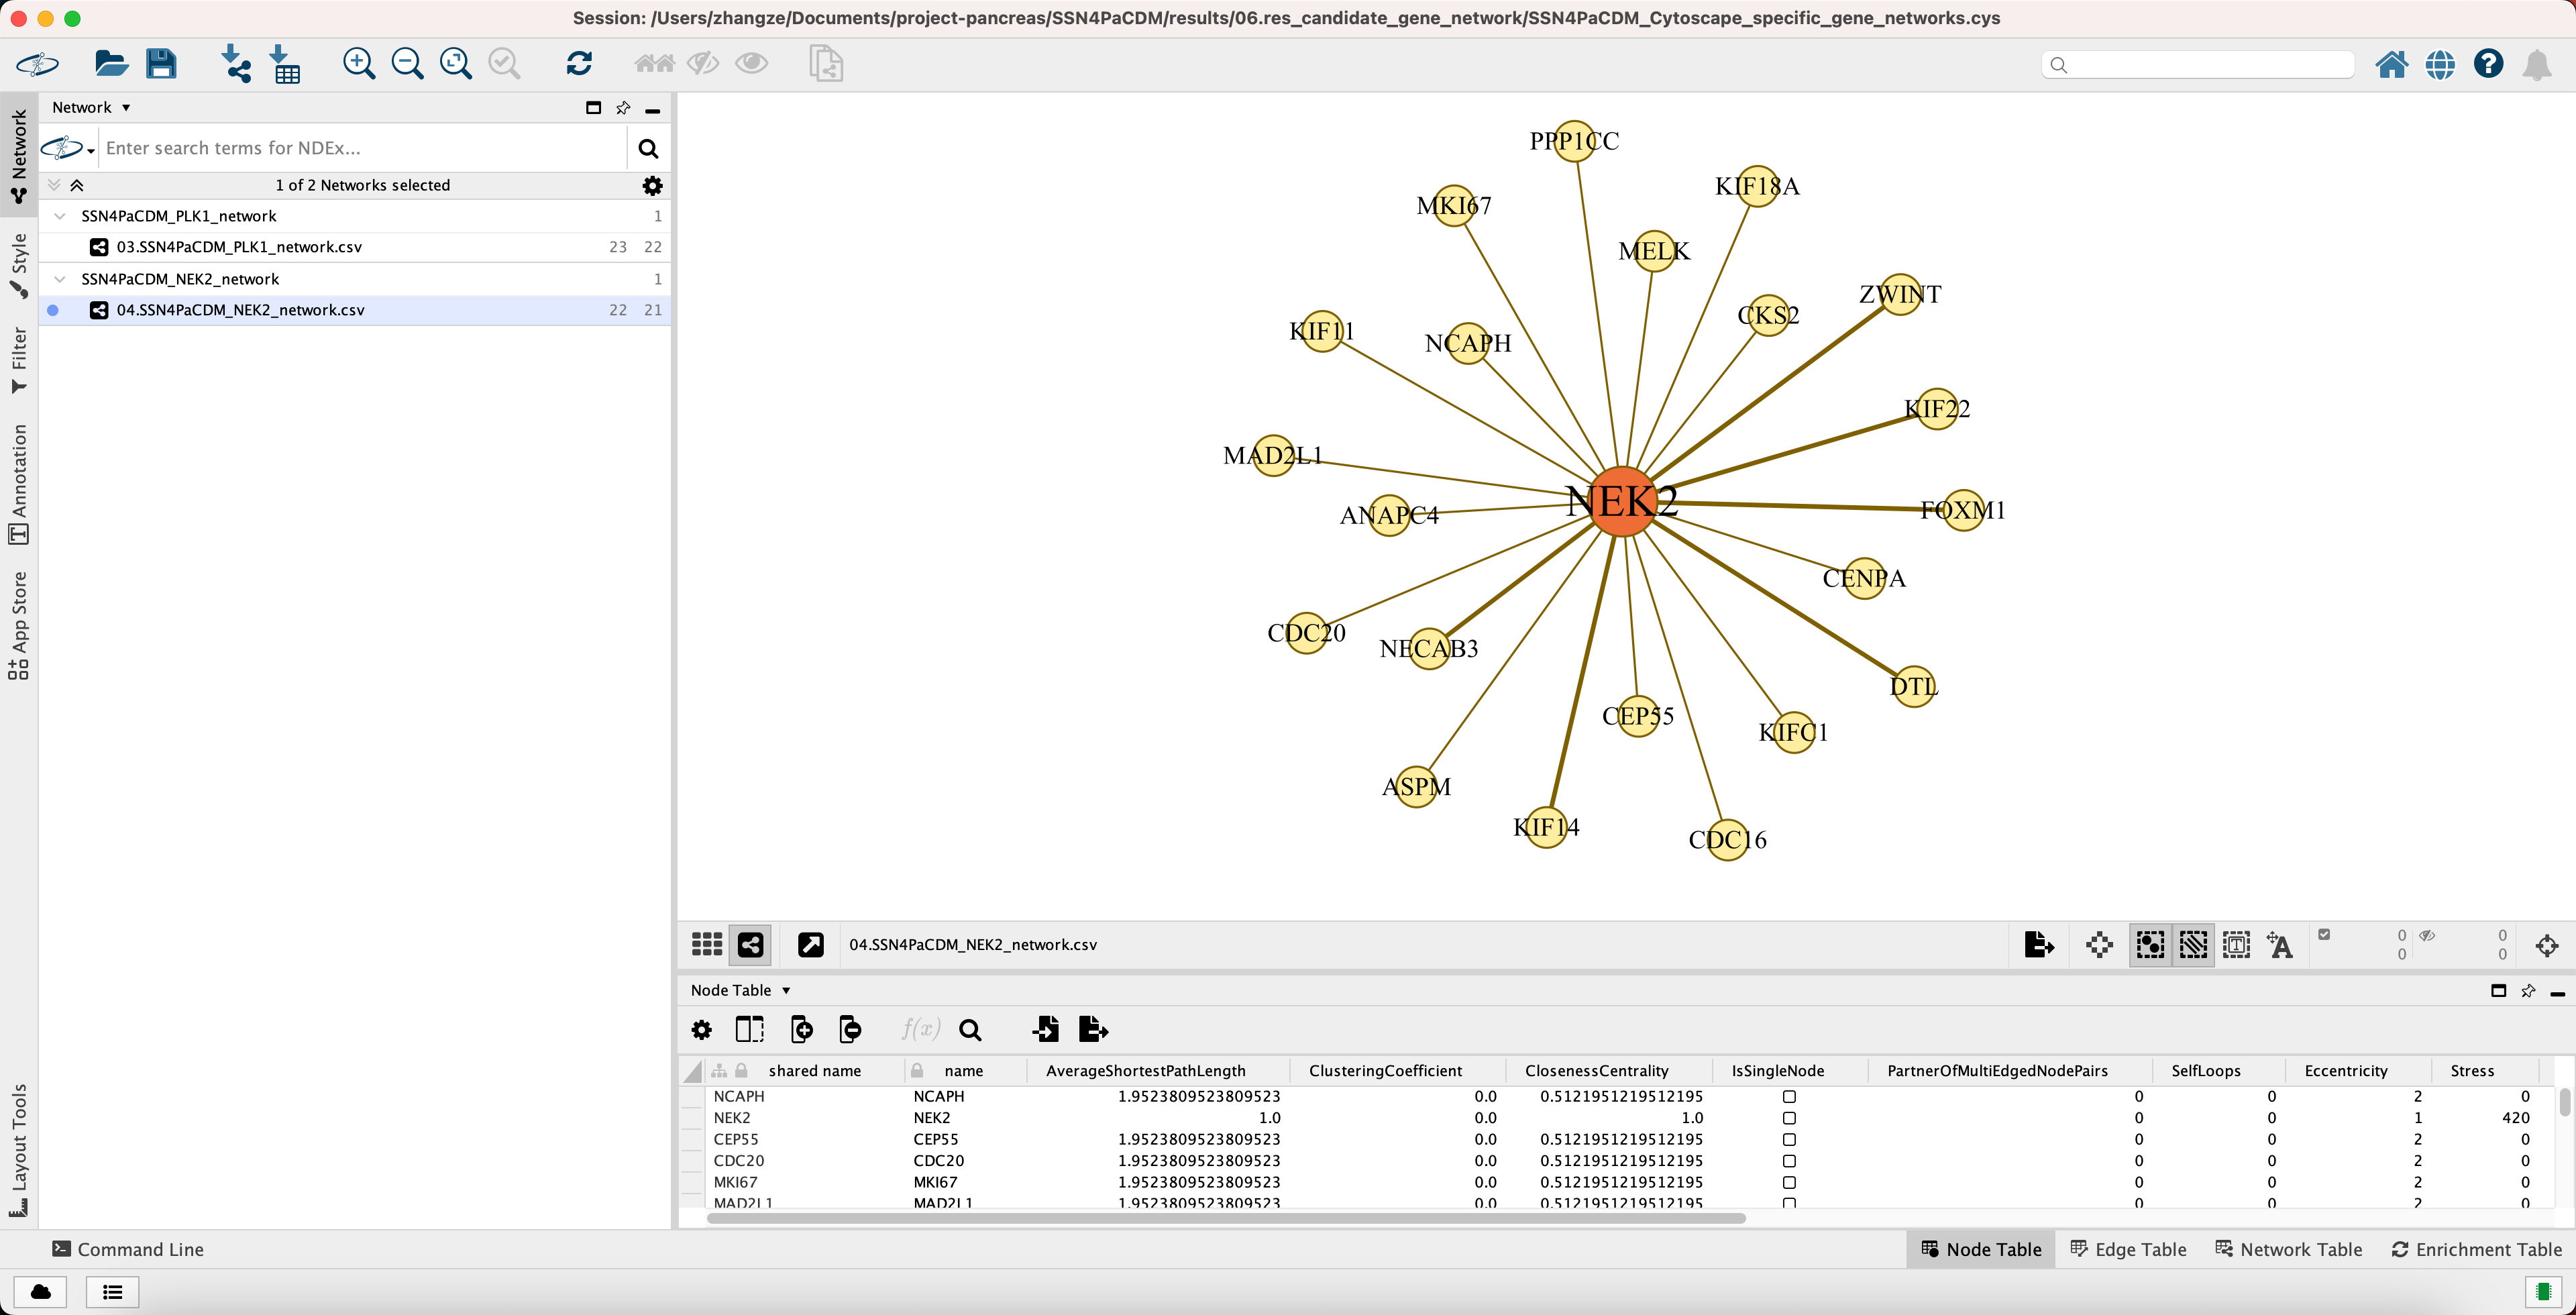 Session: /Users/zhangze/Documents/project-pancreas/SSN4PaCDM/results/06.res_candidate_gene_network/SSN4PaCDM_Cytoscape_specific_gene_networks.cys
Network
Style
Filter
Annotation
App Store
Layout Tools
Network
Enter search terms for NDEx...
1 of 2 Networks selected
SSN4PaCDM_PLK1_network 1
03.SSN4PaCDM_PLK1_network.csv 23 22
SSN4PaCDM_NEK2_network 1
04.SSN4PaCDM_NEK2_network.csv 22 21
PPP1CC
KIF18A
MKI67
MELK
ZWINT
CKS2
KIF11
NCAPH
KIF22
MAD2L1
NEK2
FOXM1
ANAPC4
CENPA
CDC20
NECAB3
DTL
CEP55
KIFC1
ASPM
KIF14
CDC16
04.SSN4PaCDM_NEK2_network.csv
0 0
0 0
Node Table
f(x)
shared name name AverageShortestPathLength ClusteringCoefficient ClosenessCentrality IsSingleNode PartnerOfMultiEdgedNodePairs SelfLoops Eccentricity Stress
NCAPH NCAPH 1.9523809523809523 0.0 0.5121951219512195 0 0 2 0
NEK2 NEK2 1.0 0.0 1.0 0 0 1 420
CEP55 CEP55 1.9523809523809523 0.0 0.5121951219512195 0 0 2 0
CDC20 CDC20 1.9523809523809523 0.0 0.5121951219512195 0 0 2 0
MKI67 MKI67 1.9523809523809523 0.0 0.5121951219512195 0 0 2 0
MAD2L1 MAD2L1 1.9523809523809523 0.0 0.5121951219512195 0 0 2 0
Command Line
Node Table Edge Table Network Table Enrichment Table